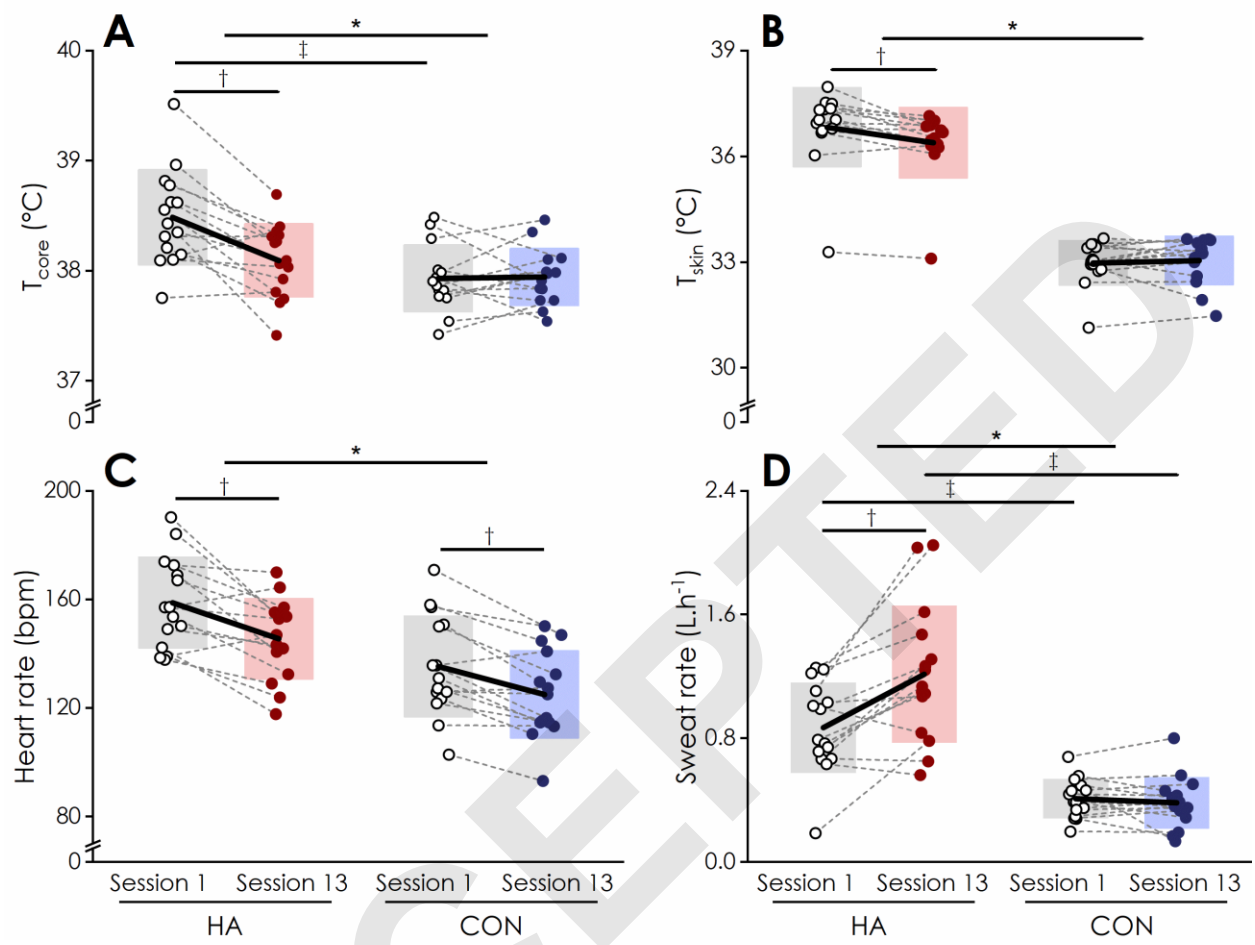 A
*
‡
†
40
39
38
37
0
T core (°C)
B
*
†
39
36
33
30
0
T skin (°C)
C
*
†
†
200
160
120
80
0
Heart rate (bpm)
D
*
‡
‡
†
2.4
1.6
0.8
0.0
Sweat rate (L.h⁻¹)
Session 1 Session 13 Session 1 Session 13
HA CON
Session 1 Session 13 Session 1 Session 13
HA CON
CEPTED